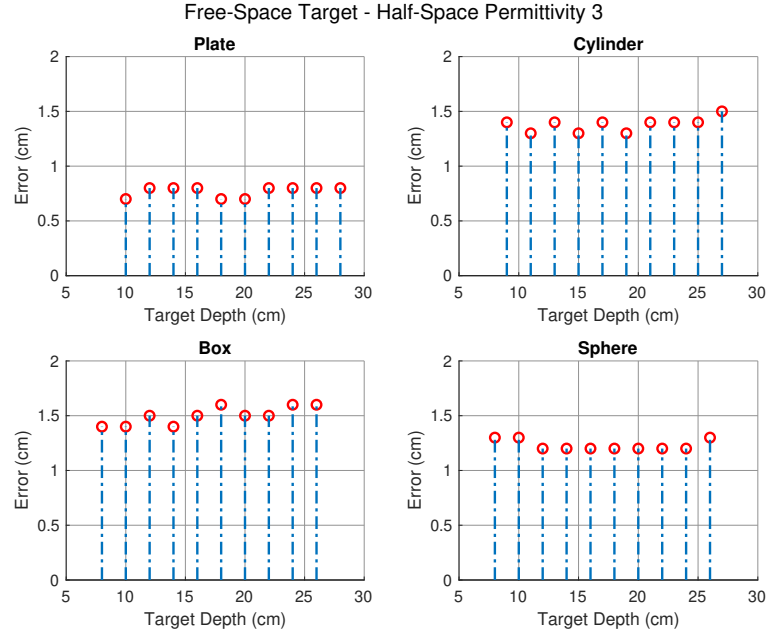 Free-Space Target - Half-Space Permittivity 3
Plate
2
1.5
1
0.5
0
Error (cm)
5 10 15 20 25 30
Target Depth (cm)
Cylinder
2
1.5
1
0.5
0
Error (cm)
5 10 15 20 25 30
Target Depth (cm)
Box
2
1.5
1
0.5
0
Error (cm)
5 10 15 20 25 30
Target Depth (cm)
Sphere
2
1.5
1
0.5
0
Error (cm)
5 10 15 20 25 30
Target Depth (cm)